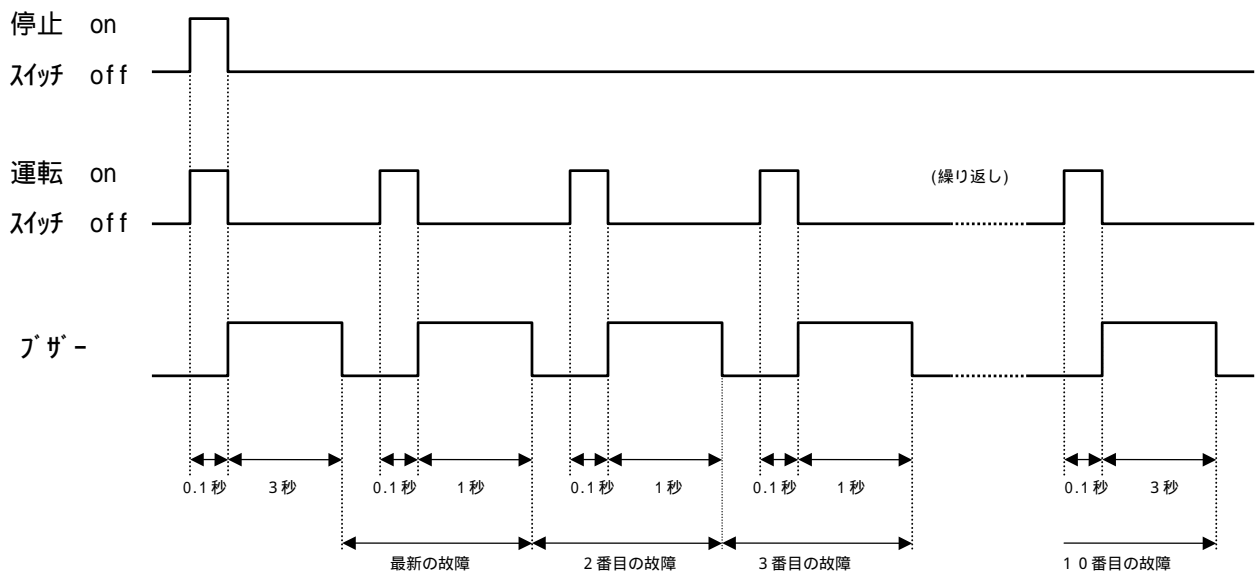 停止 on
ｽｲｯﾁ off
運転 on
(繰り返し)
ｽｲｯﾁ off
ﾌﾞｻﾞｰ
0.1秒 3秒 0.1秒 1秒 0.1秒 1秒 0.1秒 1秒 0.1秒 3秒
最新の故障 2番目の故障 3番目の故障 10番目の故障